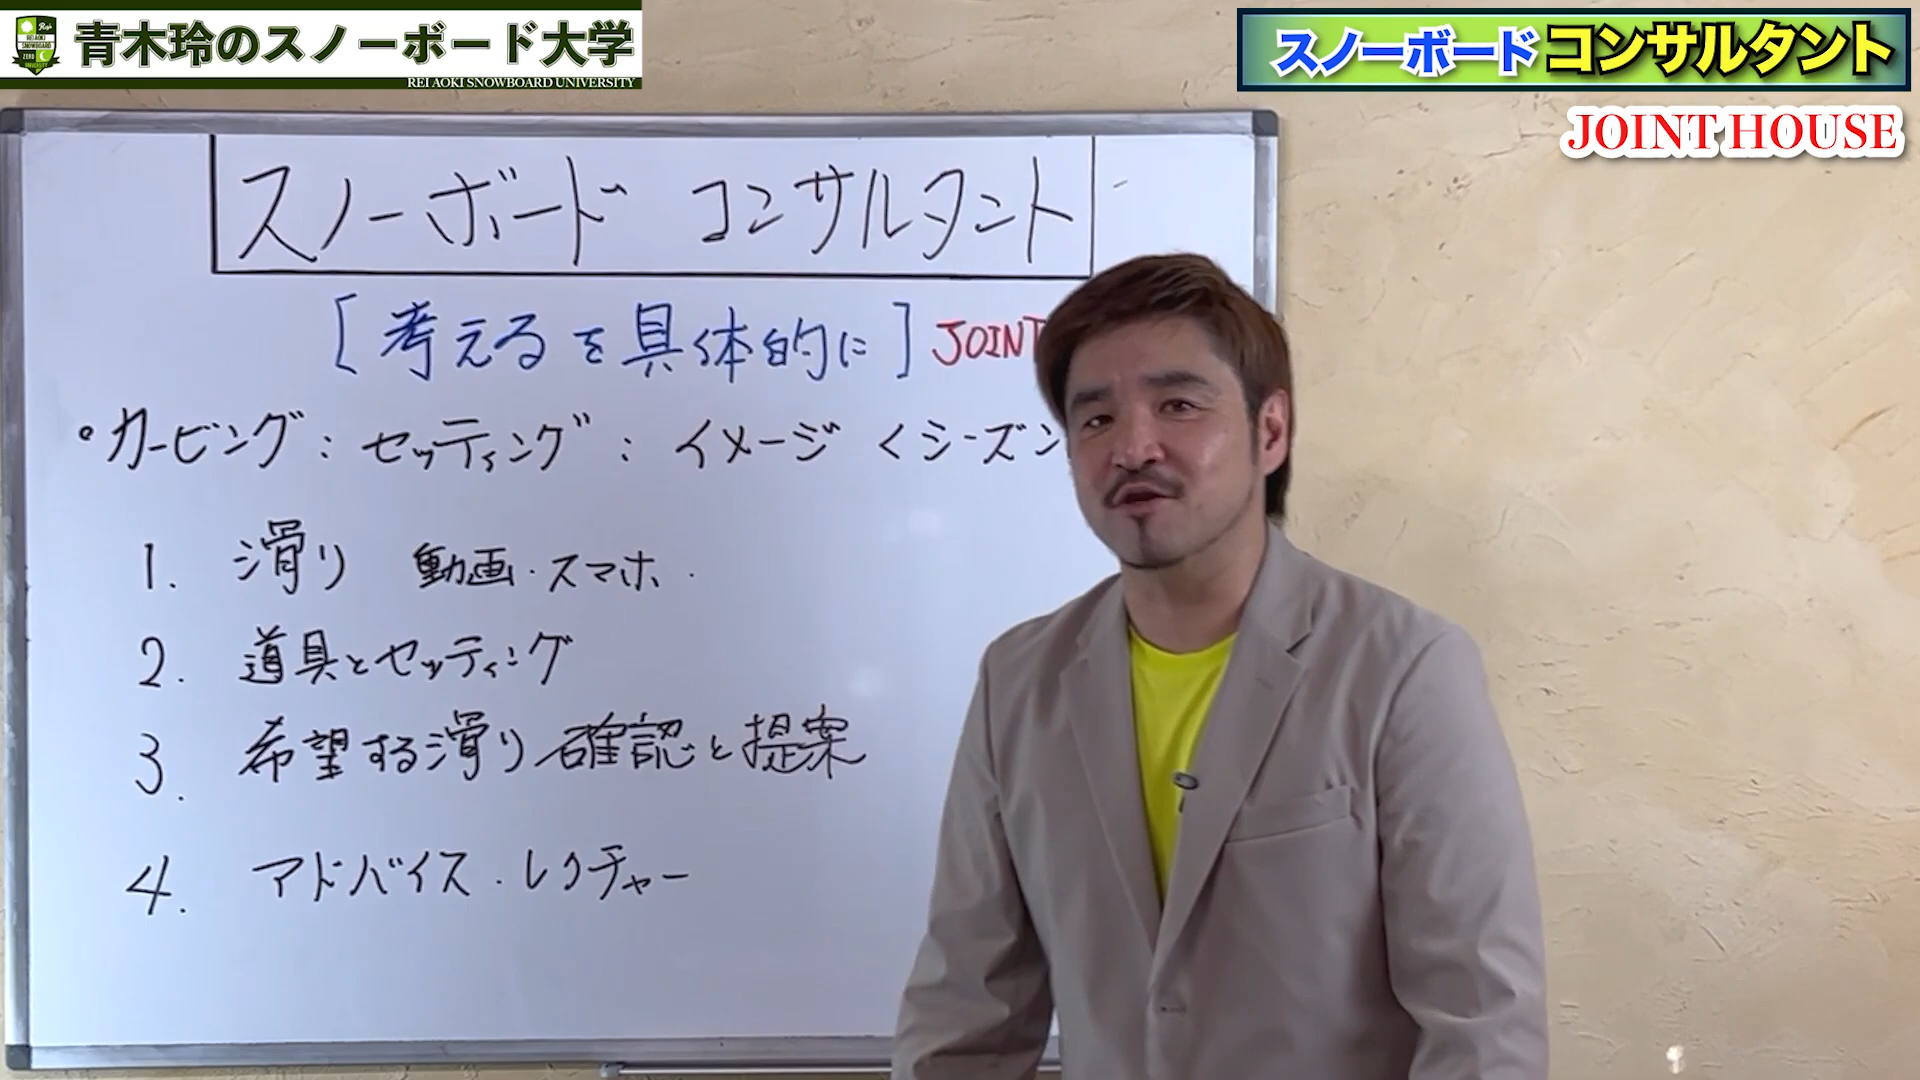 青木玲のスノーボード大学
REI AOKI SNOWBOARD UNIVERSITY
スノーボード コンサルタント
JOINT HOUSE
スノーボード コンサルタント
[考えるを具体的に] JOINT
・カービング:セッティング:イメージ <シーズン
1. 滑り 動画・スマホ.
2. 道具とセッティング
3. 希望する滑り確認と提案
4. アドバイス・レクチャー